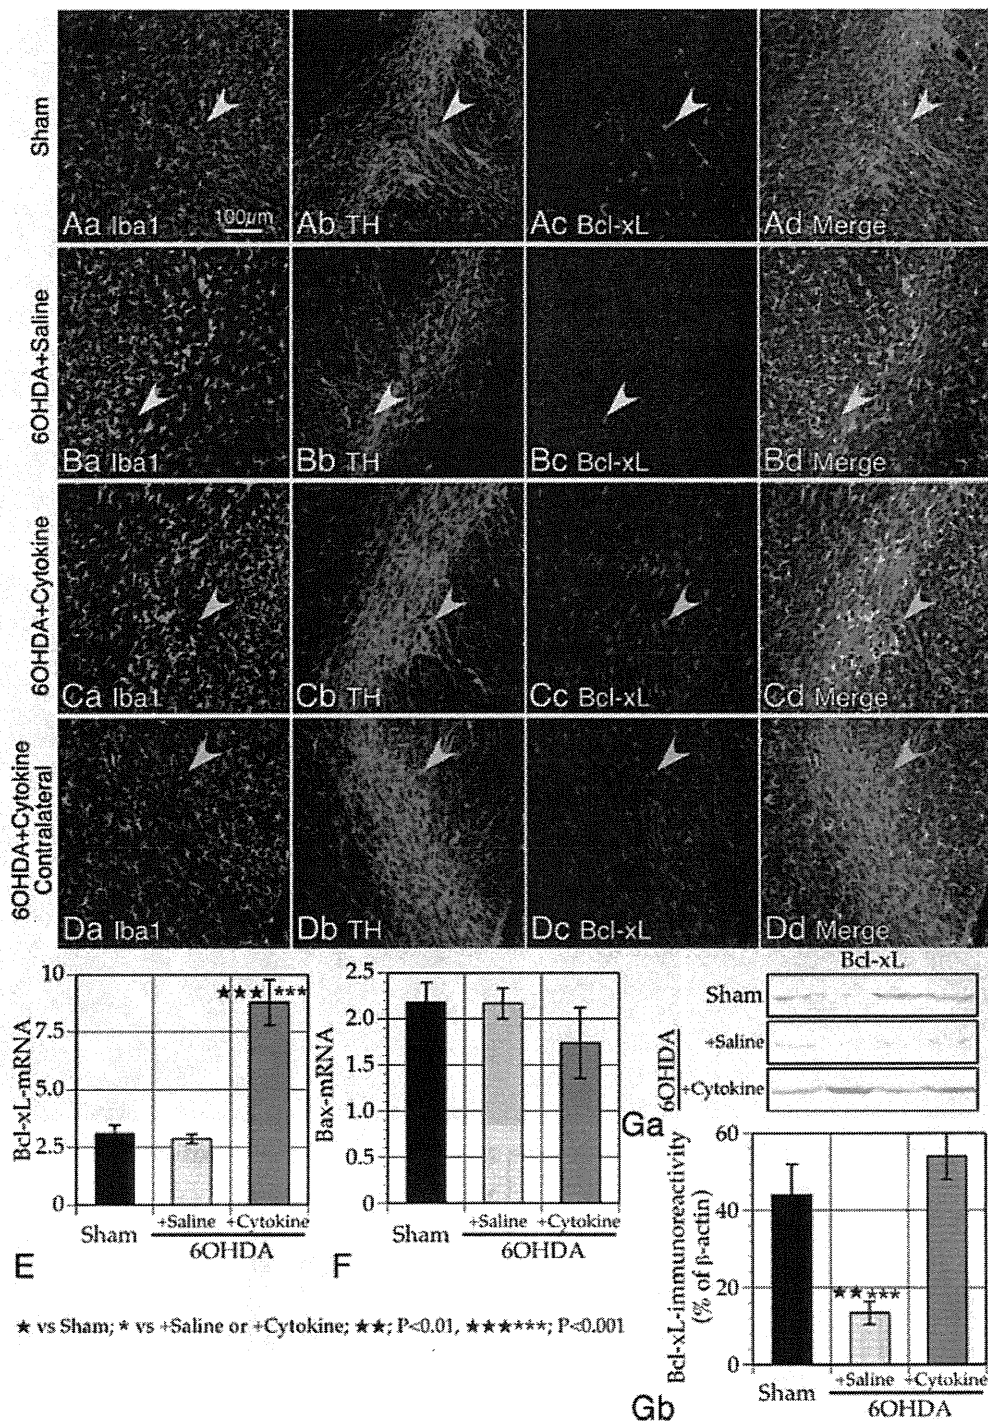 Sham
Aa Iba1
100µm
Ab TH
Ac Bcl-xL
Ad Merge
6OHDA+Saline
Ba Iba1
Bb TH
Bc Bcl-xL
Bd Merge
6OHDA+Cytokine
Ca Iba1
Cb TH
Cc Bcl-xL
Cd Merge
6OHDA+Cytokine
Contralateral
Da Iba1
Db TH
Dc Bcl-xL
Dd Merge
Bcl-xL-mRNA
10
7.5
5.0
2.5
0
★★★ ***
Sham
+Saline
+Cytokine
6OHDA
E
Bax-mRNA
2.5
2.0
1.5
1.0
0.5
0
Sham
+Saline
+Cytokine
6OHDA
F
Bcl-xL
Sham
6OHDA
+Saline
+Cytokine
Ga
Bcl-xL-immunoreactivity
(% of β-actin)
60
40
20
0
★★***
Sham
+Saline
+Cytokine
6OHDA
Gb
★ vs Sham; * vs +Saline or +Cytokine; ★★; P<0.01, ★★★***; P<0.001